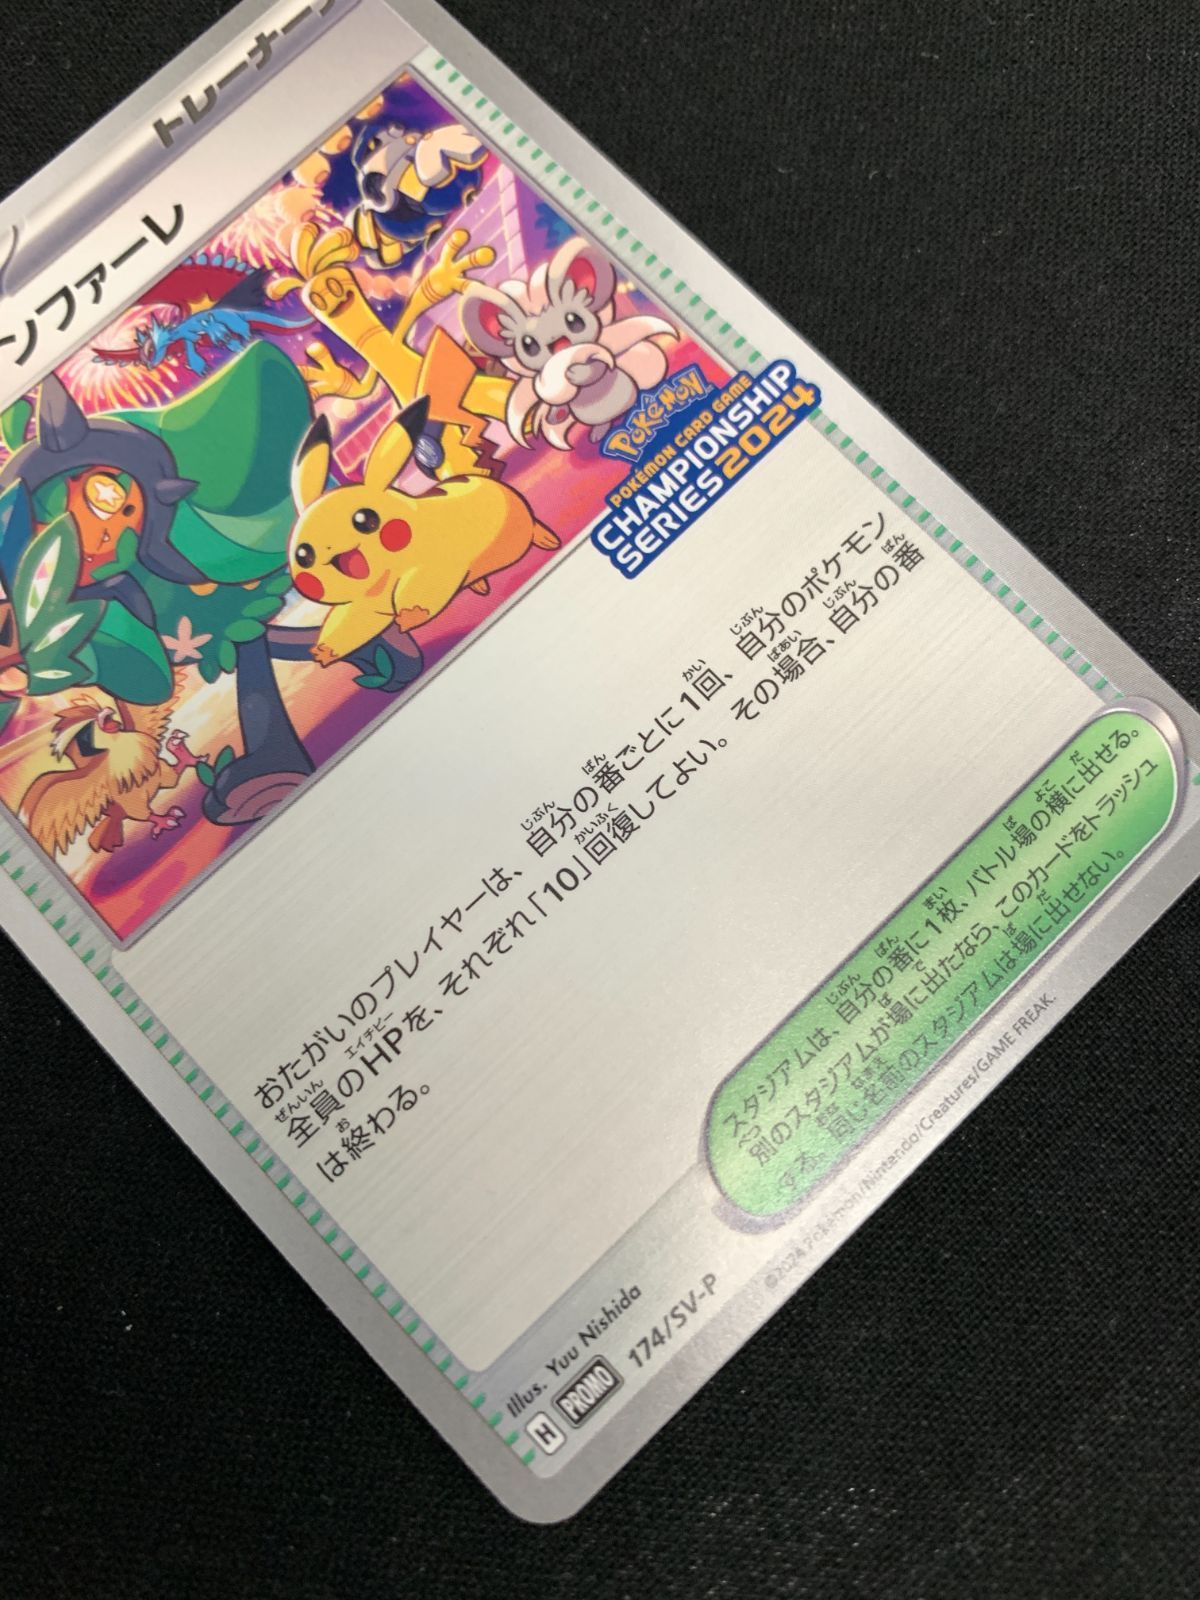 トレーナー
ンファーレ
POKÉMON
POKÉMON CARD GAME
CHAMPIONSHIP
SERIES 2024
おたがいのプレイヤーは、自分の番ごとに1回、自分のポケモン
全員のHPを、それぞれ「10」回復してよい。その場合、自分の番
は終わる。
スタジアムは、自分の番に1枚、バトル場の横に出せる。
別のスタジアムが場に出たなら、このカードをトラッシュ
する。同じ名前のスタジアムは場に出せない。
Illus. Yuu Nishida
H PROMO 174/SV-P
©2024 Pokémon/Nintendo/Creatures/GAME FREAK.